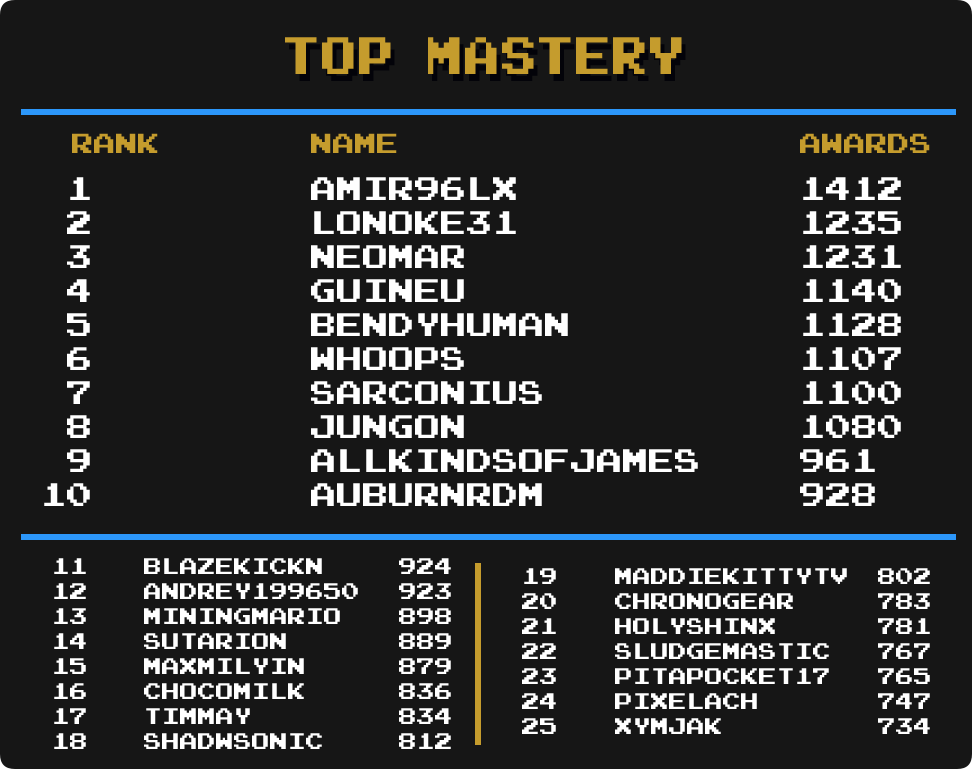 TOP MASTERY
RANK NAME AWARDS
1 AMIR96LX 1412
2 LONOKE31 1235
3 NEOMAR 1231
4 GUINEU 1140
5 BENDYHUMAN 1128
6 WHOOPS 1107
7 SARCONIUS 1100
8 JUNGON 1080
9 ALLKINDSOFJAMES 961
10 AUBURNRDM 928
11 BLAZEKICKN 924
12 ANDREY199650 923
13 MININGMARIO 898
14 SUTARION 889
15 MAXMILYIN 879
16 CHOCOMILK 836
17 TIMMAY 834
18 SHADWSONIC 812
19 MADDIEKITTYTV 802
20 CHRONOGEAR 783
21 HOLYSHINX 781
22 SLUDGEMASTIC 767
23 PITAPOCKET17 765
24 PIXELACH 747
25 XYMJAK 734